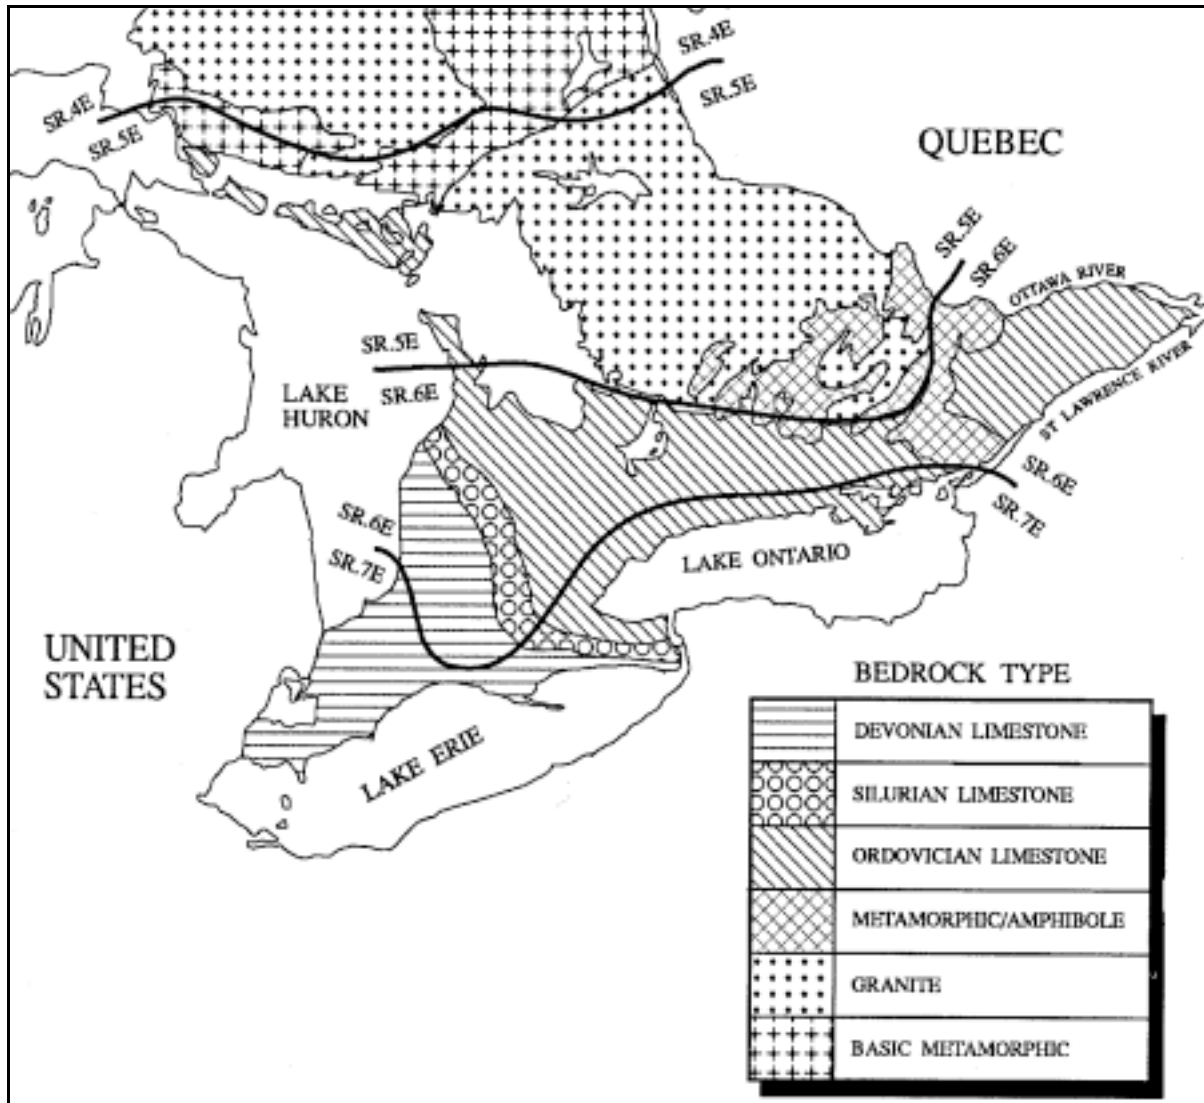 SR.4E
SR.5E
SR.4E
SR.5E
QUEBEC
SR.5E
SR.6E
OTTAWA RIVER
ST LAWRENCE RIVER
SR.5E
SR.6E
LAKE
HURON
SR.6E
SR.7E
SR.6E
SR.7E
LAKE ONTARIO
UNITED
STATES
LAKE ERIE
BEDROCK TYPE
DEVONIAN LIMESTONE
SILURIAN LIMESTONE
ORDOVICIAN LIMESTONE
METAMORPHIC/AMPHIBOLE
GRANITE
BASIC METAMORPHIC